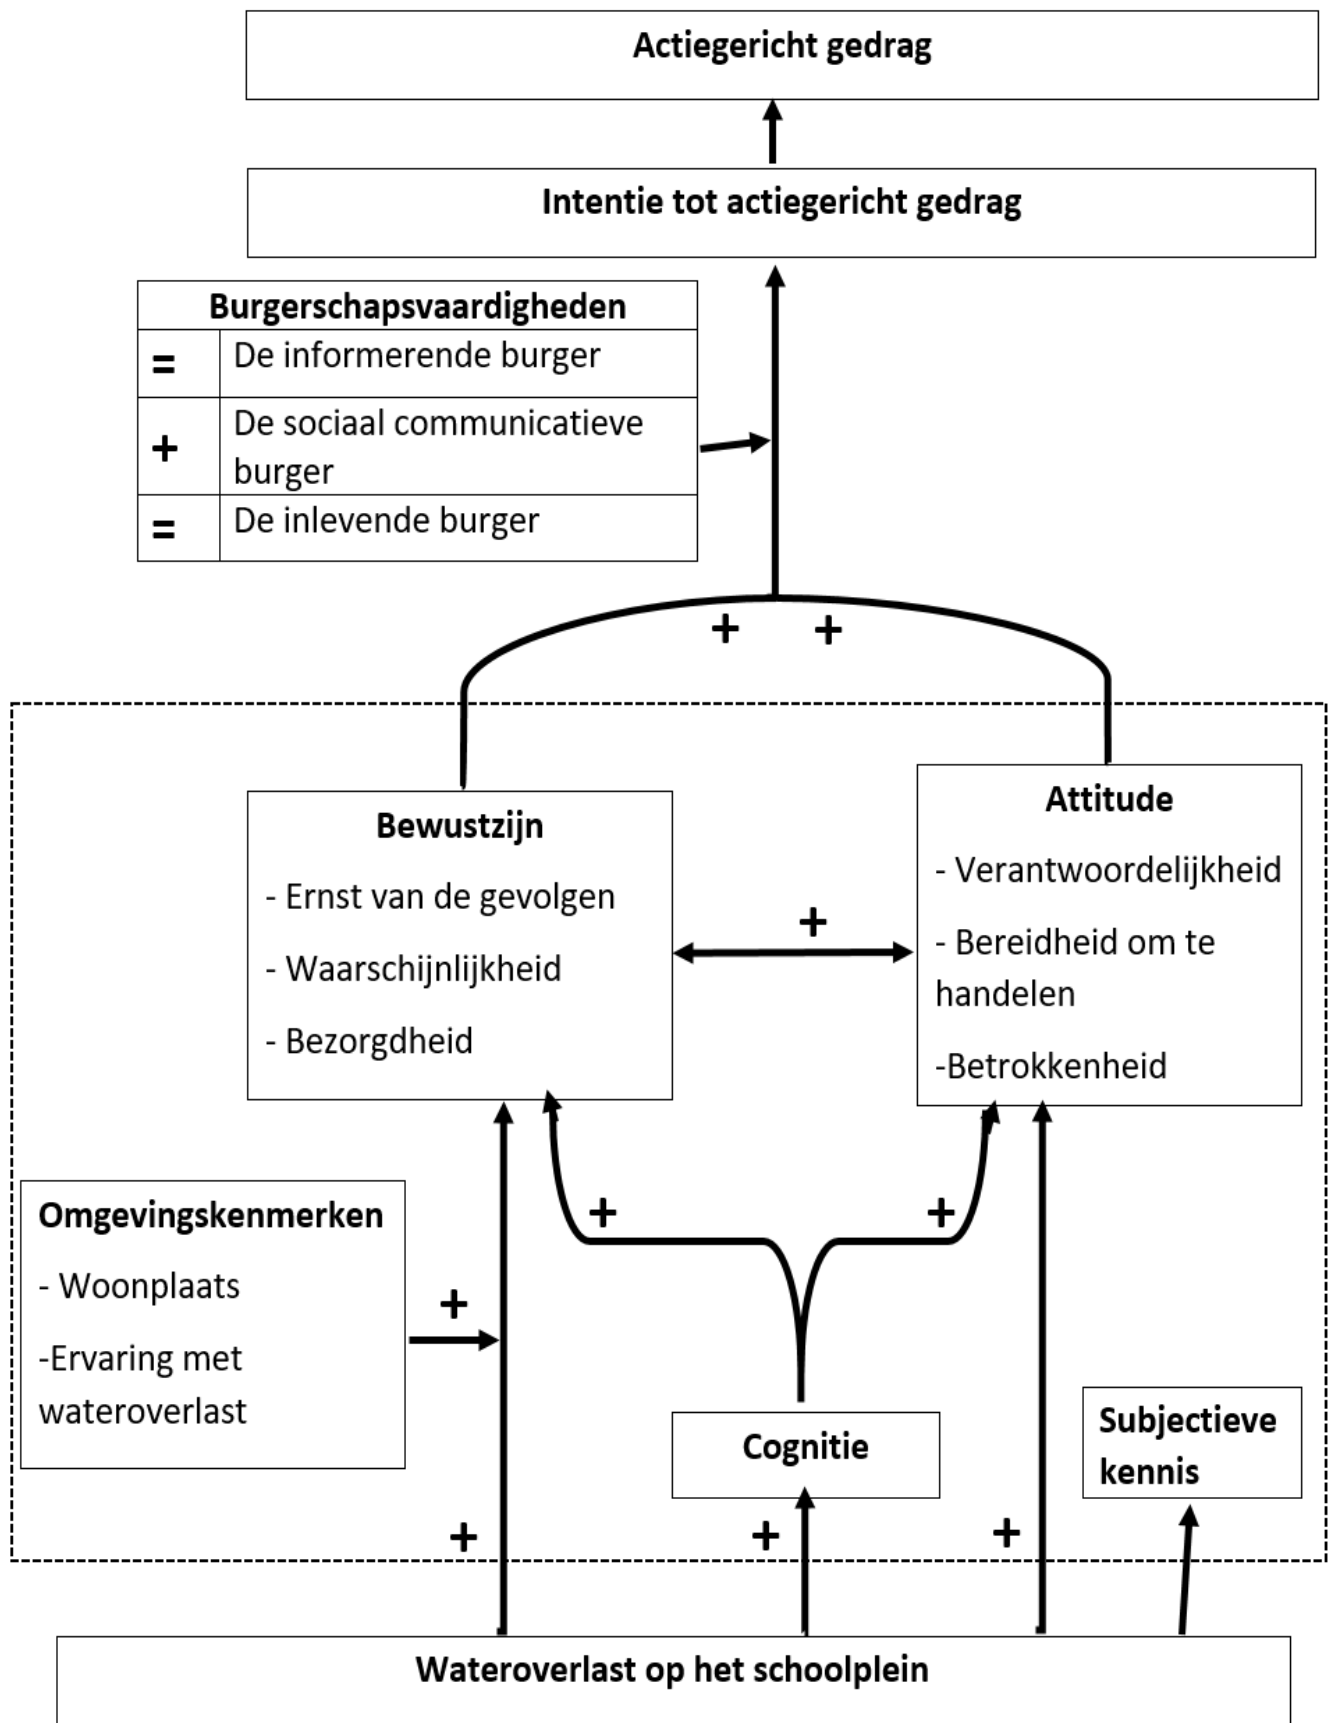 Actiegericht gedrag
Intentie tot actiegericht gedrag
Burgerschapsvaardigheden
= De informerende burger
+ De sociaal communicatieve
burger
= De inlevende burger
+ +
Bewustzijn
- Ernst van de gevolgen
- Waarschijnlijkheid
- Bezorgdheid
+
Attitude
- Verantwoordelijkheid
- Bereidheid om te
handelen
-Betrokkenheid
+ +
Omgevingskenmerken
- Woonplaats
-Ervaring met
wateroverlast
+
Cognitie
Subjectieve
kennis
+ + +
Wateroverlast op het schoolplein